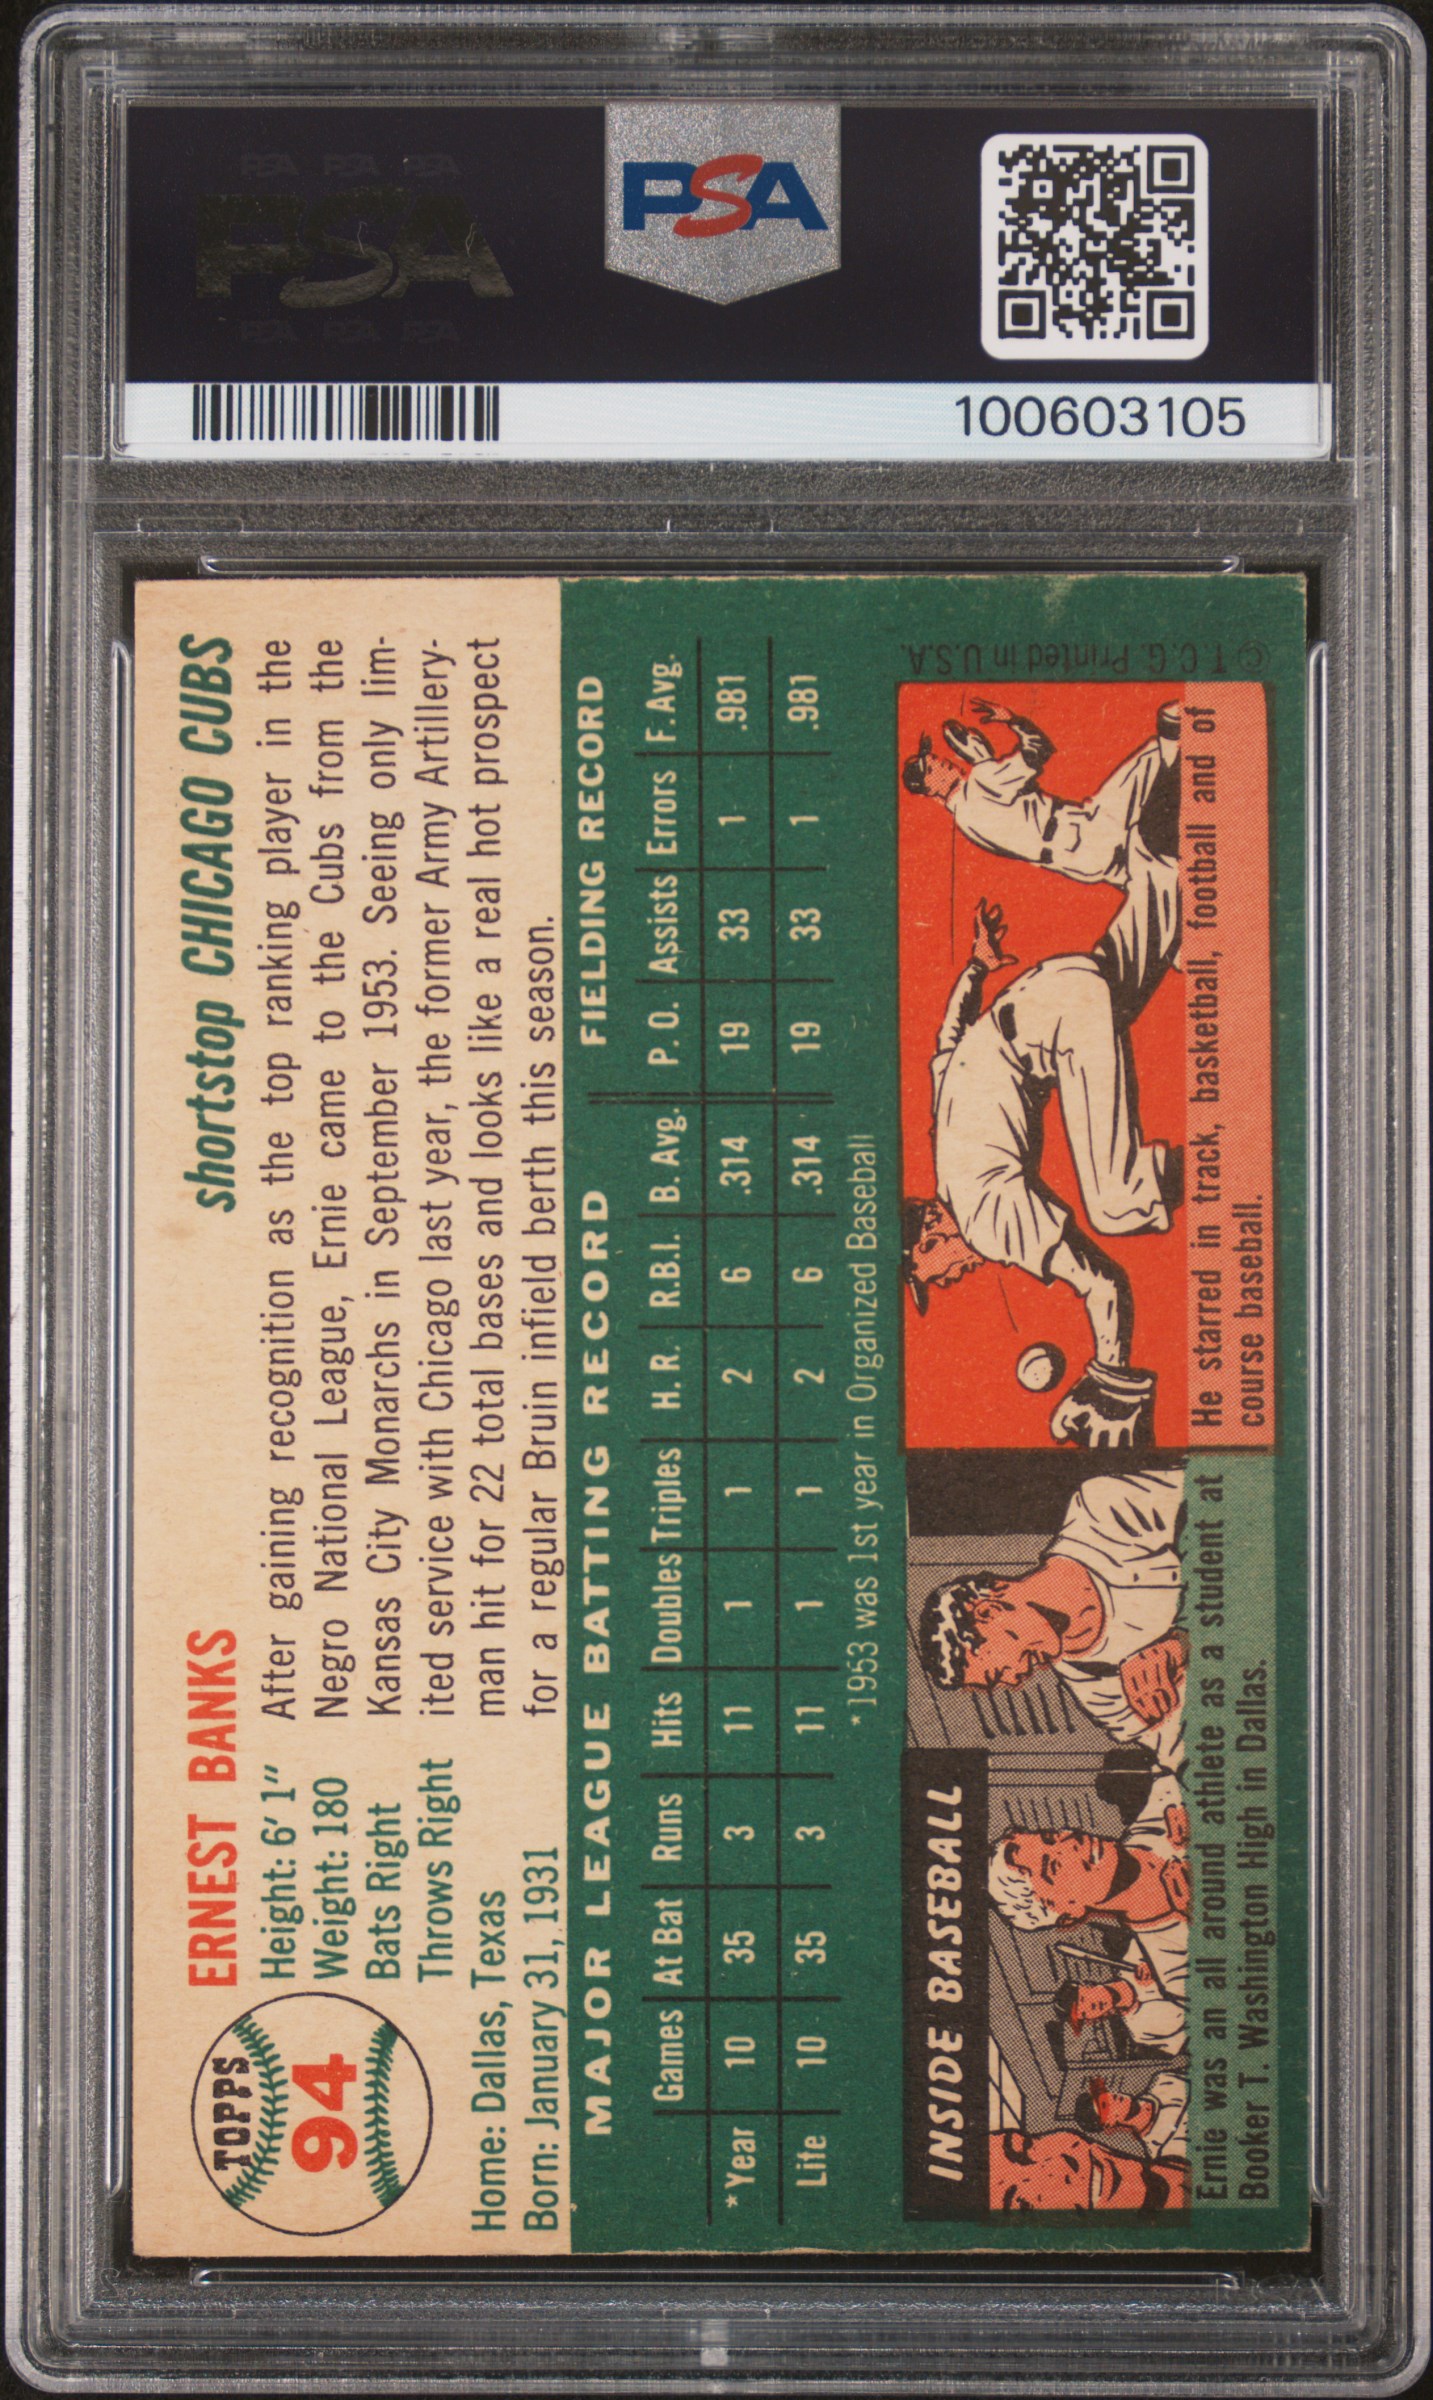 PSA PSA PSA
PSA
PSA PSA PSA
PSA
100603105
TOPPS
94
ERNEST BANKS
shortstop CHICAGO CUBS
Height: 6' 1"
Weight: 180
Bats Right
Throws Right
Home: Dallas, Texas
Born: January 31, 1931
After gaining recognition as the top ranking player in the
Negro National League, Ernie came to the Cubs from the
Kansas City Monarchs in September 1953. Seeing only lim-
ited service with Chicago last year, the former Army Artillery-
man hit for 22 total bases and looks like a real hot prospect
for a regular Bruin infield berth this season.
MAJOR LEAGUE BATTING RECORD FIELDING RECORD
Games At Bat Runs Hits Doubles Triples H. R. R.B.I. B. Avg. P. O. Assists Errors F. Avg.
*Year 10 35 3 11 1 1 2 6 .314 19 33 1 .981
Life 10 35 3 11 1 1 2 6 .314 19 33 1 .981
*1953 was 1st year in Organized Baseball
INSIDE BASEBALL
Ernie was an all around athlete as a student at
Booker T. Washington High in Dallas.
He starred in track, basketball, football and of
course baseball.
© T. C. G. Printed in U.S.A.